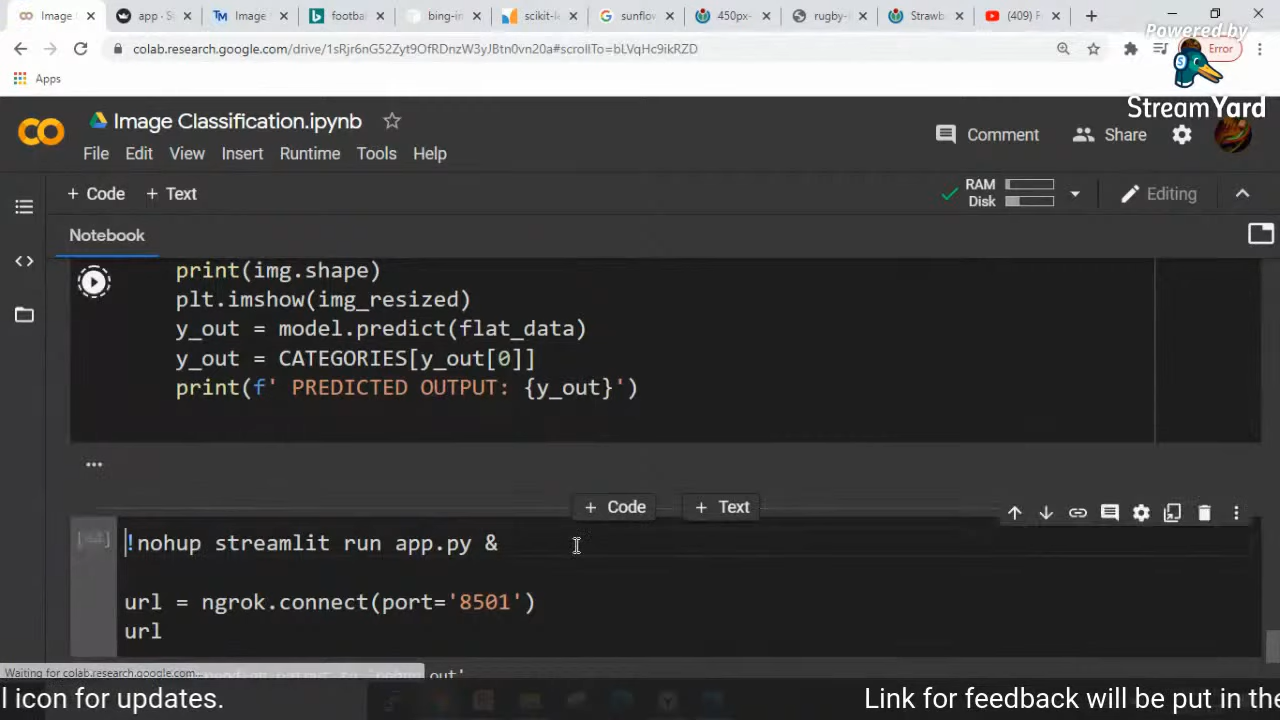 Image
app · S
Image
footba
bing-in
scikit-le
sunflow
450px-
rugby-
Strawb
(409) F
colab.research.google.com/drive/1sRjr6nG52Zyt9OfRDnzW3yJBtn0vn20a#scrollTo=bLVqHc9ikRZD
Error
Powered by
StreamYard
Apps
Image Classification.ipynb
Comment
Share
File Edit View Insert Runtime Tools Help
+ Code + Text
RAM
Disk
Editing
Notebook
print(img.shape)
plt.imshow(img_resized)
y_out = model.predict(flat_data)
y_out = CATEGORIES[y_out[0]]
print(f' PREDICTED OUTPUT: {y_out}')
+ Code + Text
!nohup streamlit run app.py &
url = ngrok.connect(port='8501')
url
Waiting for colab.research.google.com...
l icon for updates.
Link for feedback will be put in the